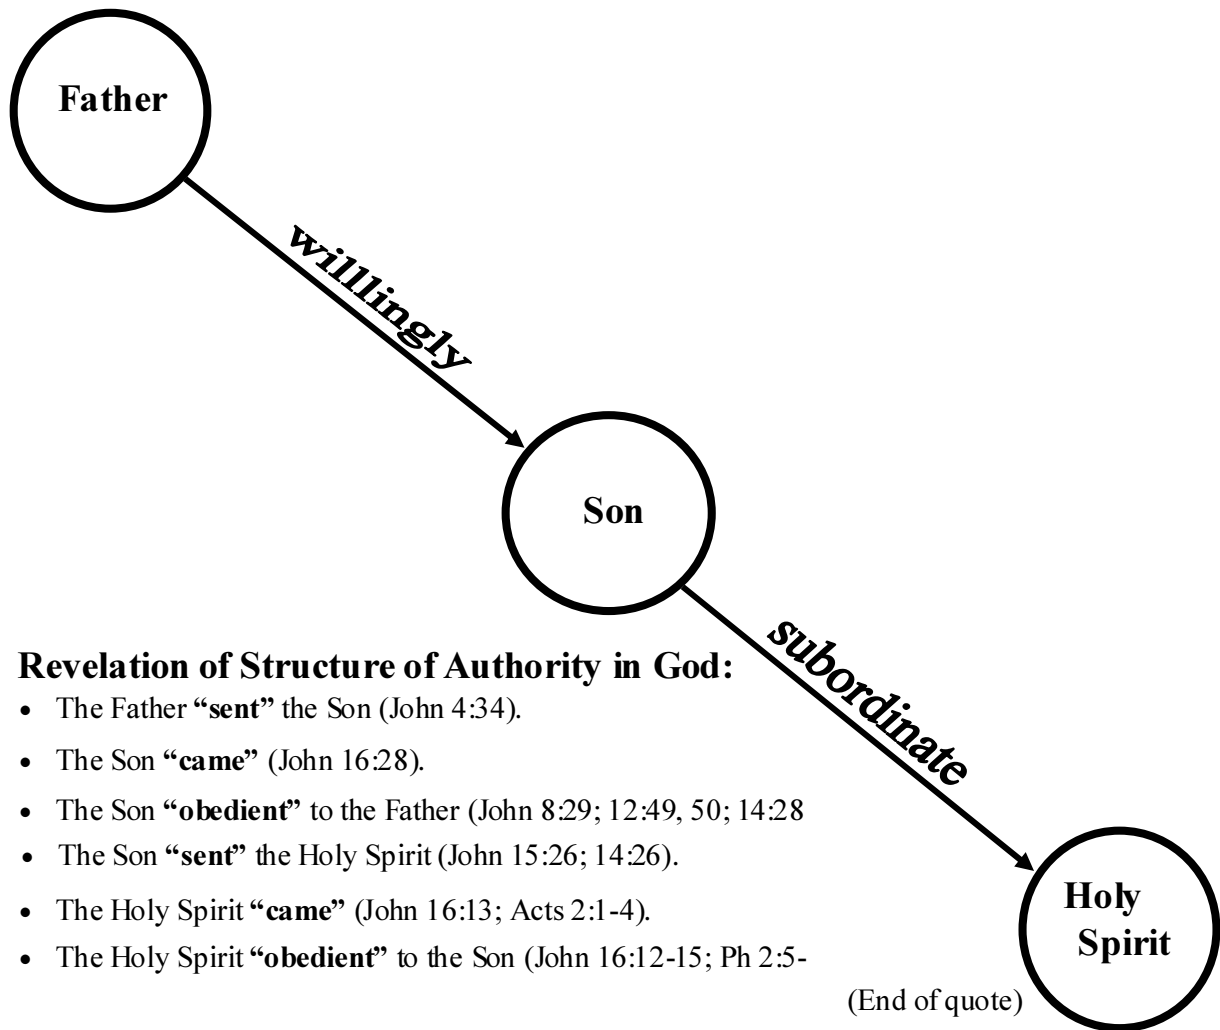 Father
willlingly
Son
subordinate
Revelation of Structure of Authority in God:
• The Father “sent” the Son (John 4:34).
• The Son “came” (John 16:28).
• The Son “obedient” to the Father (John 8:29; 12:49, 50; 14:28
• The Son “sent” the Holy Spirit (John 15:26; 14:26).
• The Holy Spirit “came” (John 16:13; Acts 2:1-4).
• The Holy Spirit “obedient” to the Son (John 16:12-15; Ph 2:5-
Holy
Spirit
(End of quote)